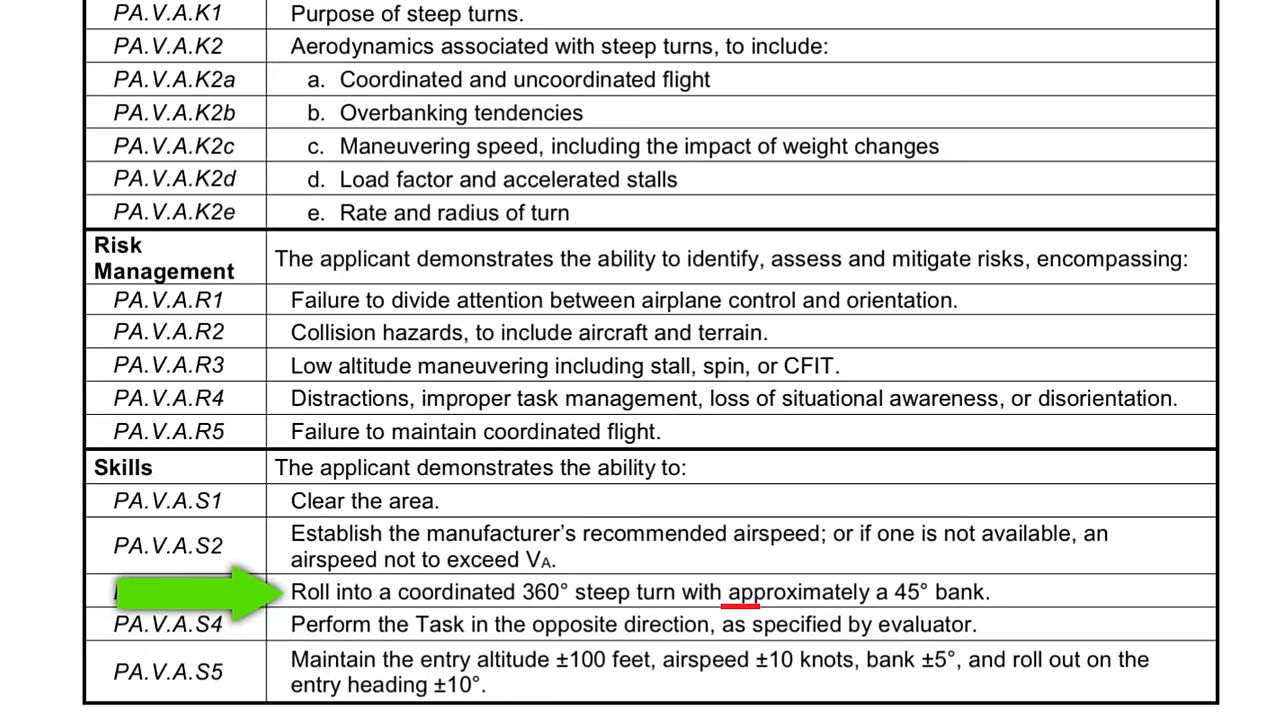 PA.V.A.K1 Purpose of steep turns.
PA.V.A.K2 Aerodynamics associated with steep turns, to include:
PA.V.A.K2a a. Coordinated and uncoordinated flight
PA.V.A.K2b b. Overbanking tendencies
PA.V.A.K2c c. Maneuvering speed, including the impact of weight changes
PA.V.A.K2d d. Load factor and accelerated stalls
PA.V.A.K2e e. Rate and radius of turn
Risk
Management
The applicant demonstrates the ability to identify, assess and mitigate risks, encompassing:
PA.V.A.R1 Failure to divide attention between airplane control and orientation.
PA.V.A.R2 Collision hazards, to include aircraft and terrain.
PA.V.A.R3 Low altitude maneuvering including stall, spin, or CFIT.
PA.V.A.R4 Distractions, improper task management, loss of situational awareness, or disorientation.
PA.V.A.R5 Failure to maintain coordinated flight.
Skills The applicant demonstrates the ability to:
PA.V.A.S1 Clear the area.
PA.V.A.S2 Establish the manufacturer’s recommended airspeed; or if one is not available, an
airspeed not to exceed VA.
Roll into a coordinated 360° steep turn with approximately a 45° bank.
PA.V.A.S4 Perform the Task in the opposite direction, as specified by evaluator.
PA.V.A.S5 Maintain the entry altitude ±100 feet, airspeed ±10 knots, bank ±5°, and roll out on the
entry heading ±10°.